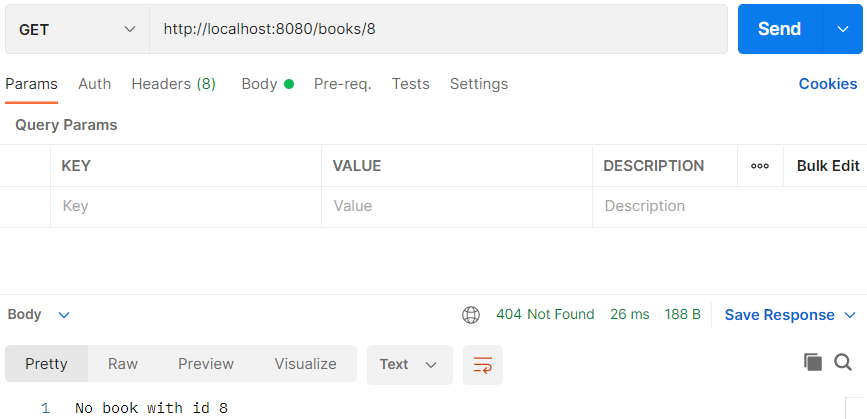 GET http://localhost:8080/books/8 Send
Params Auth Headers (8) Body Pre-req. Tests Settings Cookies
Query Params
KEY VALUE DESCRIPTION ooo Bulk Edit
Key Value Description
Body 404 Not Found 26 ms 188 B Save Response
Pretty Raw Preview Visualize Text
1 No book with id 8